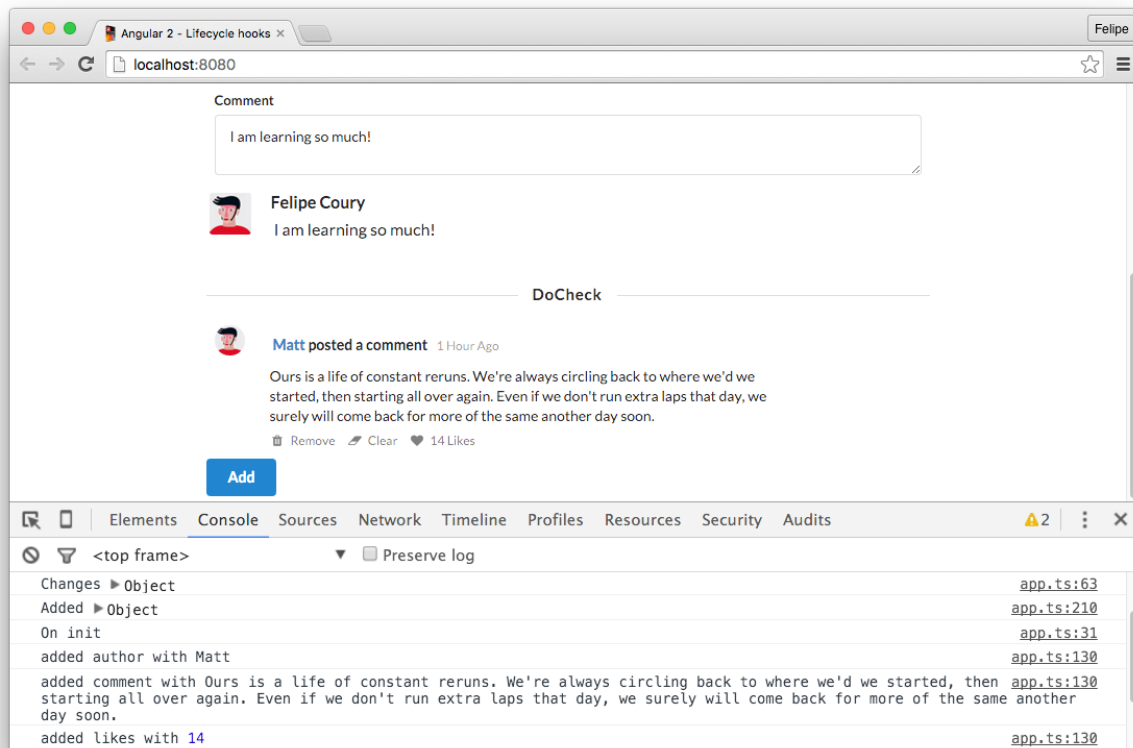 Angular 2 - Lifecycle hooks
Felipe
localhost:8080
Comment
I am learning so much!
Felipe Coury
I am learning so much!
DoCheck
Matt posted a comment 1 Hour Ago
Ours is a life of constant reruns. We're always circling back to where we'd we
started, then starting all over again. Even if we don't run extra laps that day, we
surely will come back for more of the same another day soon.
Remove Clear 14 Likes
Add
Elements Console Sources Network Timeline Profiles Resources Security Audits 2
<top frame> Preserve log
Changes Object app.ts:63
Added Object app.ts:210
On init app.ts:31
added author with Matt app.ts:130
added comment with Ours is a life of constant reruns. We're always circling back to where we'd we started, then app.ts:130
starting all over again. Even if we don't run extra laps that day, we surely will come back for more of the same another
day soon.
added likes with 14 app.ts:130